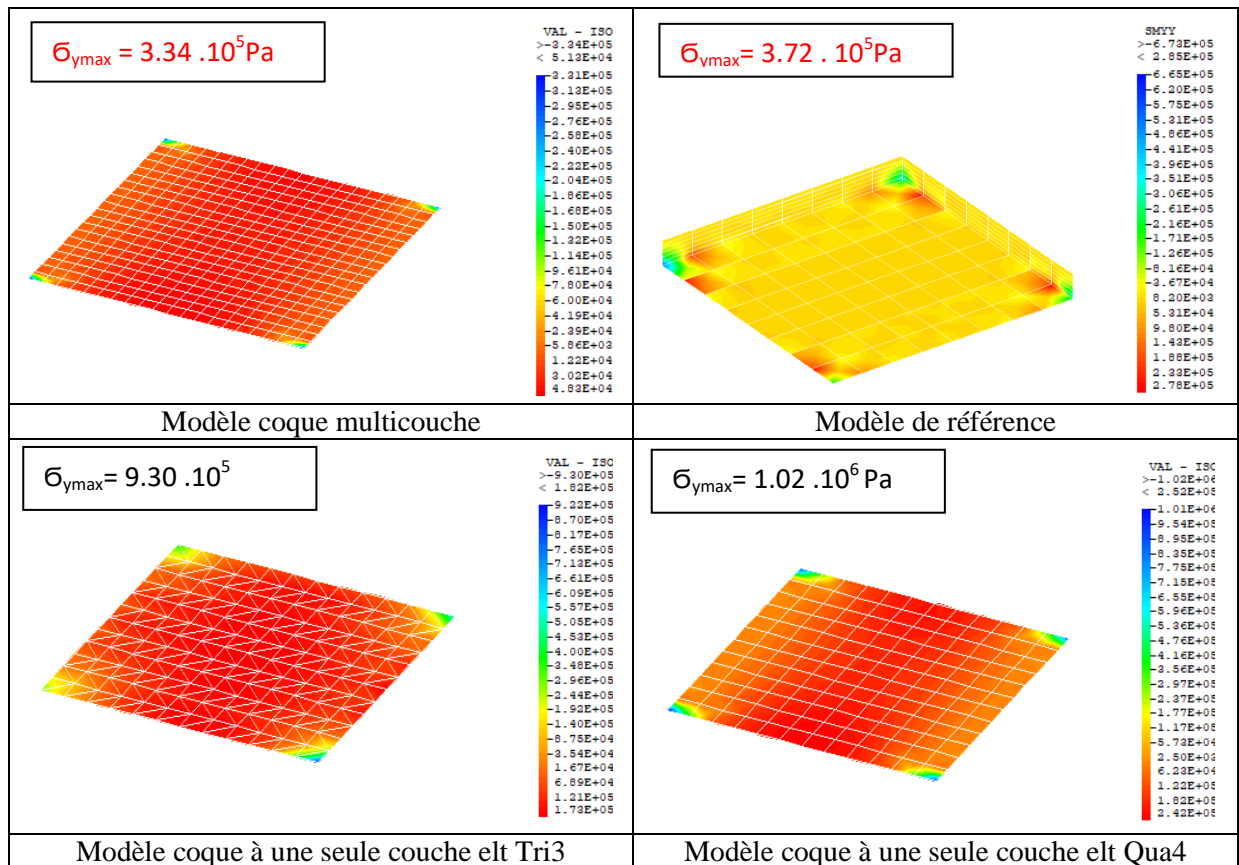 Ϭymax = 3.34 .10⁵Pa
VAL - ISO
>-3.34E+05
< 5.13E+04
-3.31E+05
-3.13E+05
-2.95E+05
-2.76E+05
-2.58E+05
-2.40E+05
-2.22E+05
-2.04E+05
-1.86E+05
-1.68E+05
-1.50E+05
-1.32E+05
-1.14E+05
-9.61E+04
-7.80E+04
-6.00E+04
-4.19E+04
-2.39E+04
-5.86E+03
1.22E+04
3.02E+04
4.83E+04
Modèle coque multicouche
Ϭymax= 3.72 . 10⁵Pa
SMYY
>-6.73E+05
< 2.85E+05
-6.65E+05
-6.20E+05
-5.75E+05
-5.31E+05
-4.86E+05
-4.41E+05
-3.96E+05
-3.51E+05
-3.06E+05
-2.61E+05
-2.16E+05
-1.71E+05
-1.26E+05
-8.16E+04
-3.67E+04
8.20E+03
5.31E+04
9.80E+04
1.43E+05
1.88E+05
2.33E+05
2.78E+05
Modèle de référence
Ϭymax= 9.30 .10⁵
VAL - ISO
>-9.30E+05
< 1.82E+05
-9.22E+05
-8.70E+05
-8.17E+05
-7.65E+05
-7.13E+05
-6.61E+05
-6.09E+05
-5.57E+05
-5.05E+05
-4.53E+05
-4.00E+05
-3.48E+05
-2.96E+05
-2.44E+05
-1.92E+05
-1.40E+05
-8.75E+04
-3.54E+04
1.67E+04
6.89E+04
1.21E+05
1.73E+05
Modèle coque à une seule couche elt Tri3
Ϭymax= 1.02 .10⁶ Pa
VAL - ISO
>-1.02E+06
< 2.52E+05
-1.01E+06
-9.54E+05
-8.95E+05
-8.35E+05
-7.75E+05
-7.15E+05
-6.55E+05
-5.96E+05
-5.36E+05
-4.76E+05
-4.16E+05
-3.56E+05
-2.97E+05
-2.37E+05
-1.77E+05
-1.17E+05
-5.73E+04
2.50E+03
6.23E+04
1.22E+05
1.82E+05
2.42E+05
Modèle coque à une seule couche elt Qua4